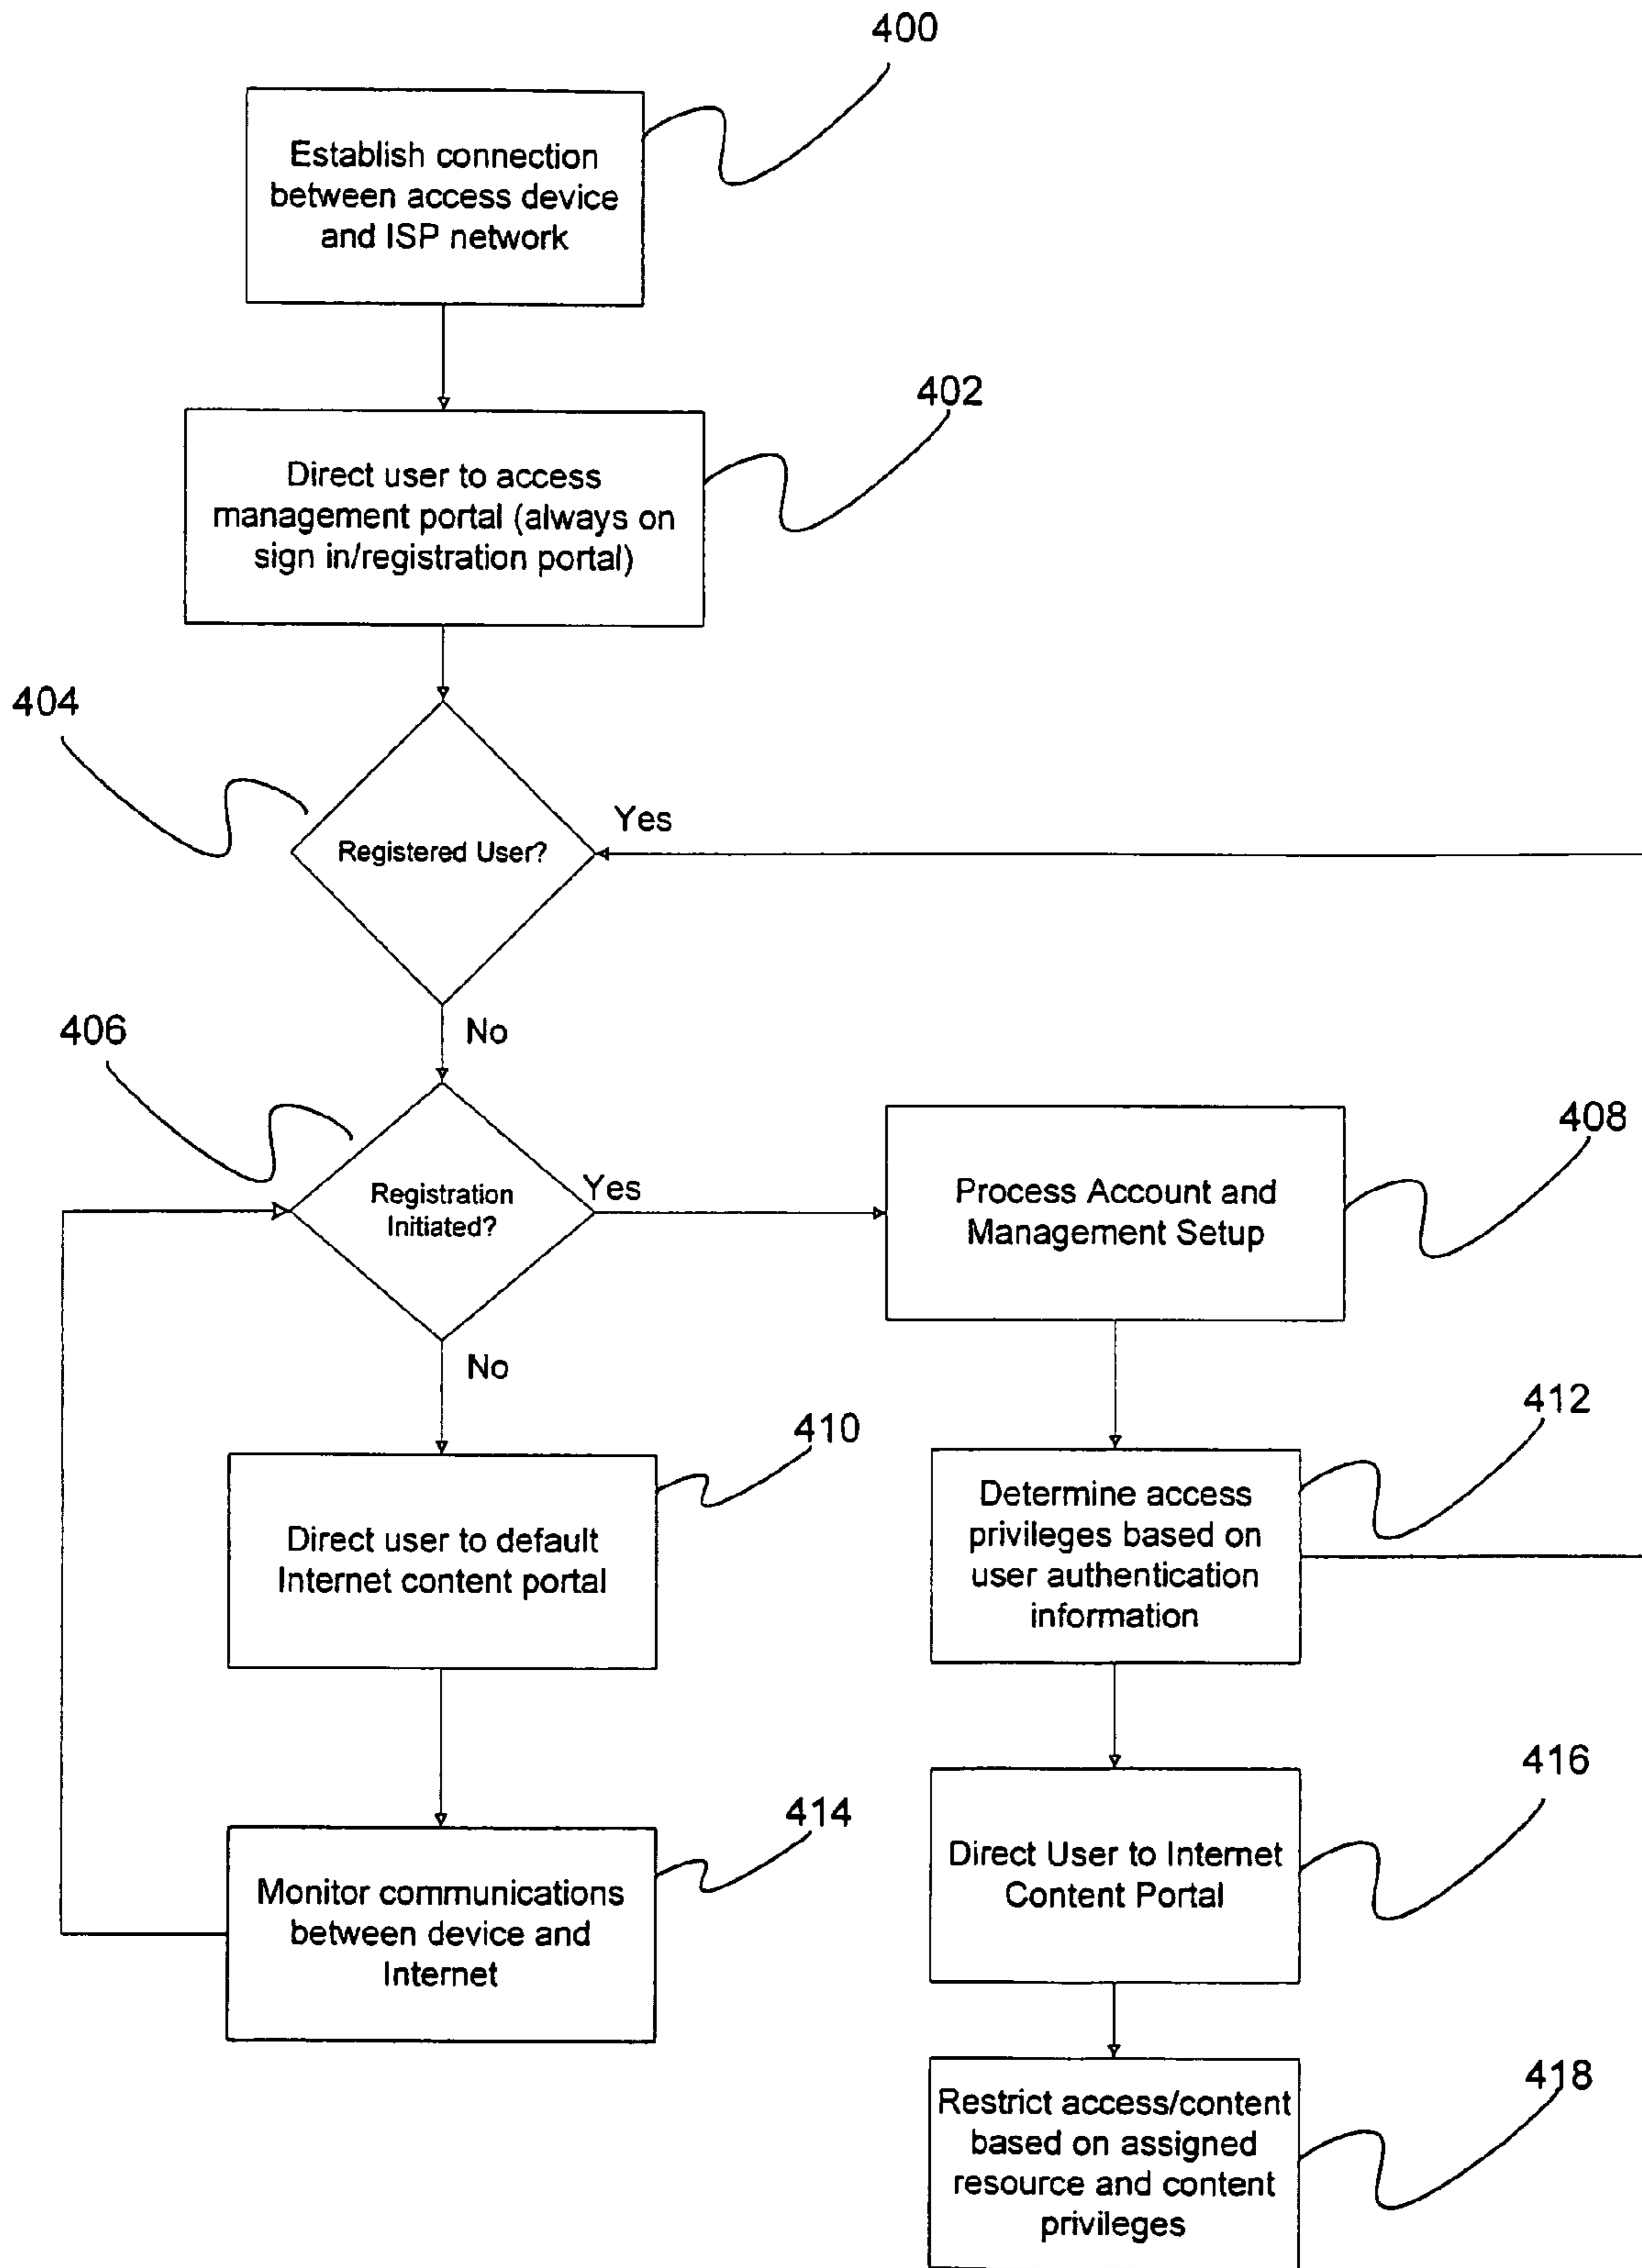 400
Establish connection
between access device
and ISP network
402
Direct user to access
management portal (always on
sign in/registration portal)
404
Registered User?
Yes
No
406
Registration
Initiated?
Yes
No
408
Process Account and
Management Setup
410
Direct user to default
Internet content portal
412
Determine access
privileges based on
user authentication
information
414
Monitor communications
between device and
Internet
416
Direct User to Internet
Content Portal
418
Restrict access/content
based on assigned
resource and content
privileges